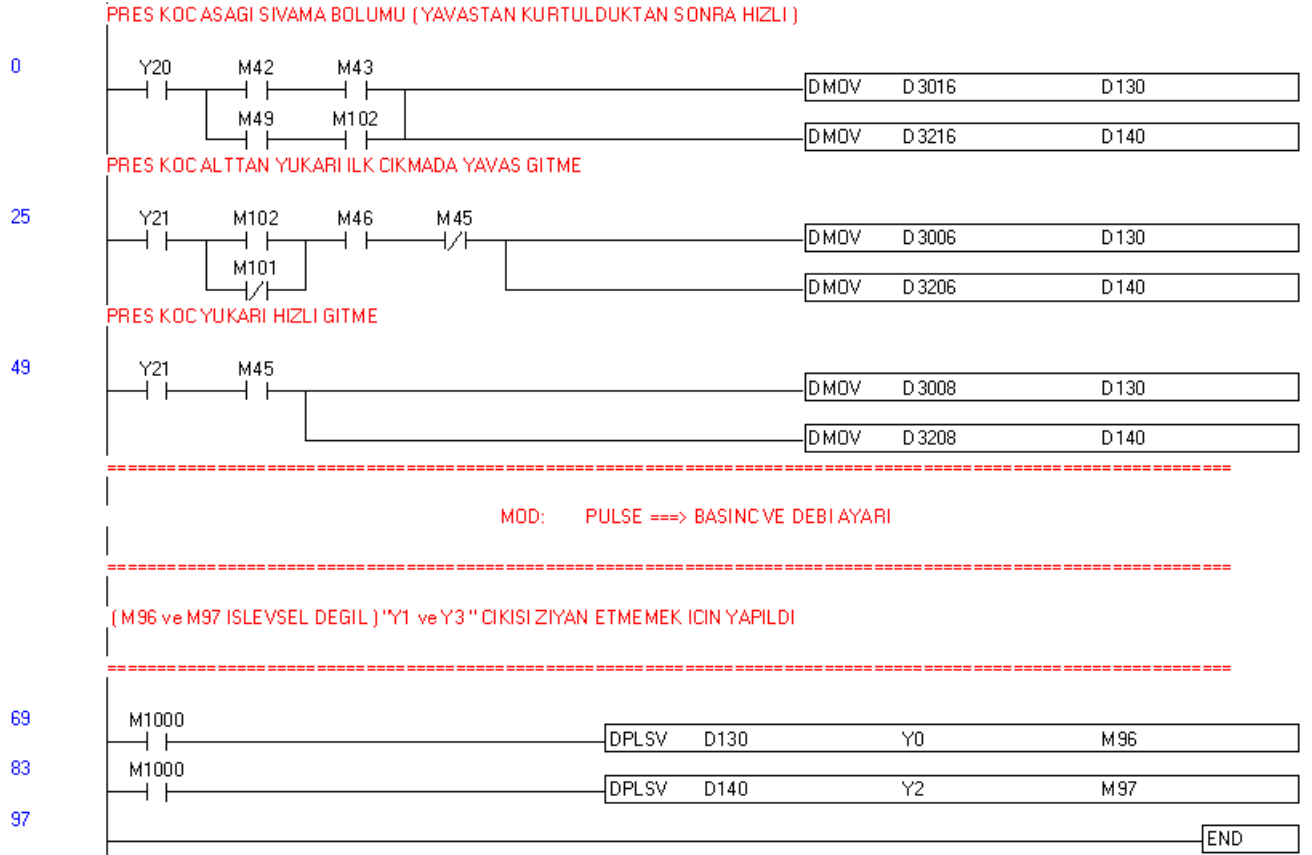 PRES KOC ASAGI SIVAMA BOLUMU ( YAVASTAN KURTULDUKTAN SONRA HIZLI )
0
Y20 M42 M43
DMOV D3016 D130
M49 M102
DMOV D3216 D140
PRES KOC ALTTAN YUKARI ILK CIKMADA YAVAS GITME
25
Y21 M102 M46 M45
DMOV D3006 D130
M101
DMOV D3206 D140
PRES KOC YUKARI HIZLI GITME
49
Y21 M45
DMOV D3008 D130
DMOV D3208 D140
MOD: PULSE ===> BASINC VE DEBI AYARI
( M96 ve M97 ISLEVSEL DEGIL ) "Y1 ve Y3 " CIKISI ZIYAN ETMEMEK ICIN YAPILDI
69
M1000
DPLSV D130 Y0 M96
83
M1000
DPLSV D140 Y2 M97
97
END